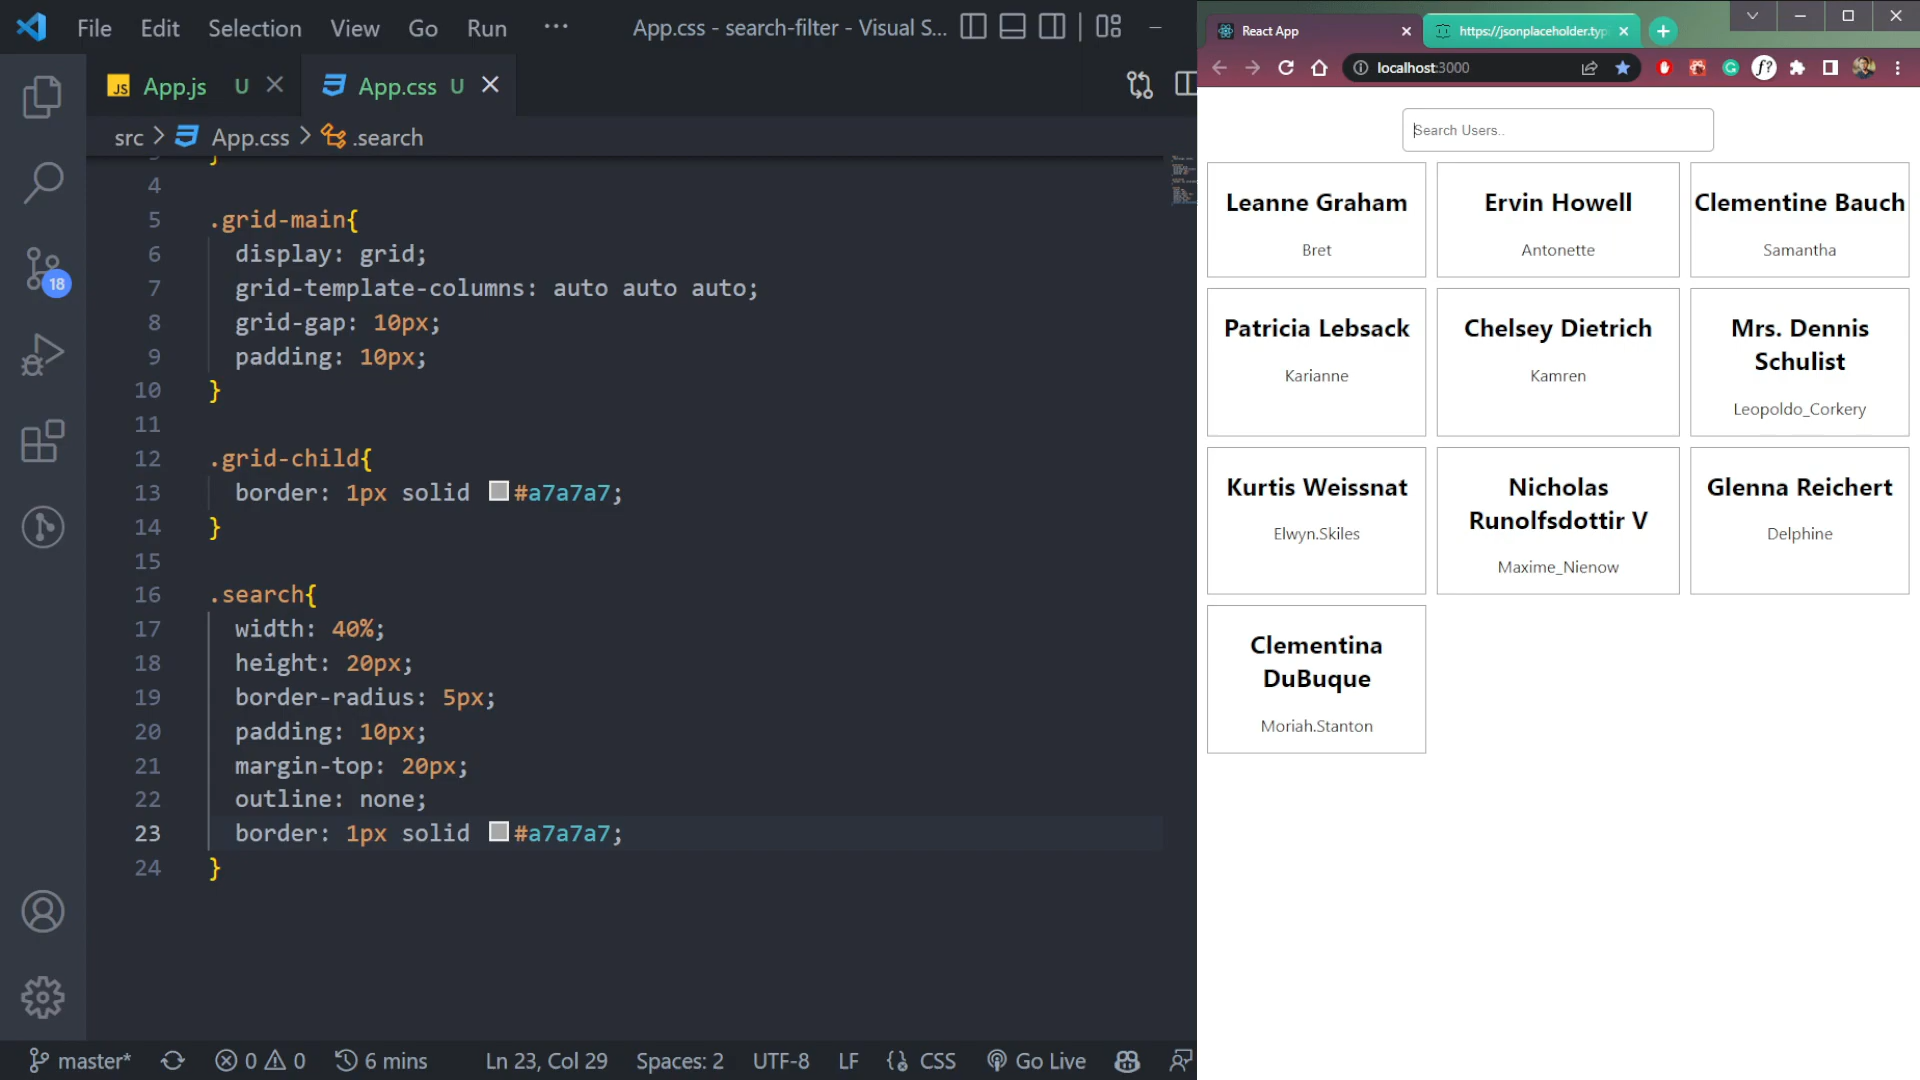 File Edit Selection View Go Run ··· App.css - search-filter - Visual S...
JS App.js U App.css U
src > App.css > .search
4
5 .grid-main{
6 display: grid;
7 grid-template-columns: auto auto auto;
8 grid-gap: 10px;
9 padding: 10px;
10 }
11
12 .grid-child{
13 border: 1px solid #a7a7a7;
14 }
15
16 .search{
17 width: 40%;
18 height: 20px;
19 border-radius: 5px;
20 padding: 10px;
21 margin-top: 20px;
22 outline: none;
23 border: 1px solid #a7a7a7;
24 }
18
master* 0 0 6 mins Ln 23, Col 29 Spaces: 2 UTF-8 LF CSS Go Live
React App https://jsonplaceholder.typ
localhost:3000
Search Users..
Leanne Graham
Bret
Ervin Howell
Antonette
Clementine Bauch
Samantha
Patricia Lebsack
Karianne
Chelsey Dietrich
Kamren
Mrs. Dennis
Schulist
Leopoldo_Corkery
Kurtis Weissnat
Elwyn.Skiles
Nicholas
Runolfsdottir V
Maxime_Nienow
Glenna Reichert
Delphine
Clementina
DuBuque
Moriah.Stanton